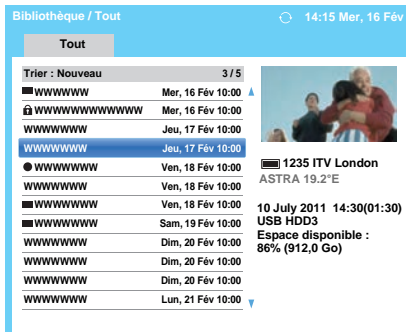 Bibliothèque / Tout
14:15 Mer, 16 Fév
Tout
Trier : Nouveau 3 / 5
WWWWWWW Mer, 16 Fév 10:00
WWWWWWWWWWWWW Mer, 16 Fév 10:00
WWWWWWW Jeu, 17 Fév 10:00
WWWWWWW Jeu, 17 Fév 10:00
WWWWWWW Ven, 18 Fév 10:00
WWWWWWW Ven, 18 Fév 10:00
WWWWWWW Ven, 18 Fév 10:00
WWWWWWW Sam, 19 Fév 10:00
WWWWWWW Dim, 20 Fév 10:00
WWWWWWW Dim, 20 Fév 10:00
WWWWWWW Dim, 20 Fév 10:00
WWWWWWW Lun, 21 Fév 10:00
1235 ITV London
ASTRA 19.2°E
10 July 2011 14:30(01:30)
USB HDD3
Espace disponible :
86% (912,0 Go)